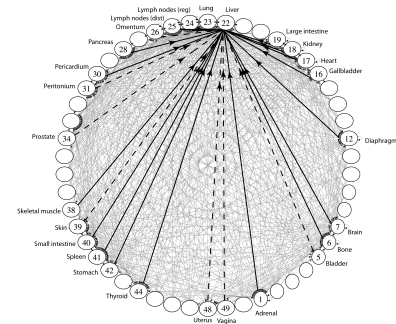 Lymph nodes (reg) Lung Liver
Lymph nodes (dist)
Omentum
Pancreas
Pericardium
Peritonium
Prostate
Skeletal muscle
Skin
Small intestine
Spleen
Stomach
Thyroid
Uterus Vagina
Adrenal
Bladder
Bone
Brain
Diaphragm
Gallbladder
Heart
Kidney
Large intestine
22
23
24
25
26
28
30
31
34
38
39
40
41
42
44
48
49
1
5
6
7
12
16
17
18
19